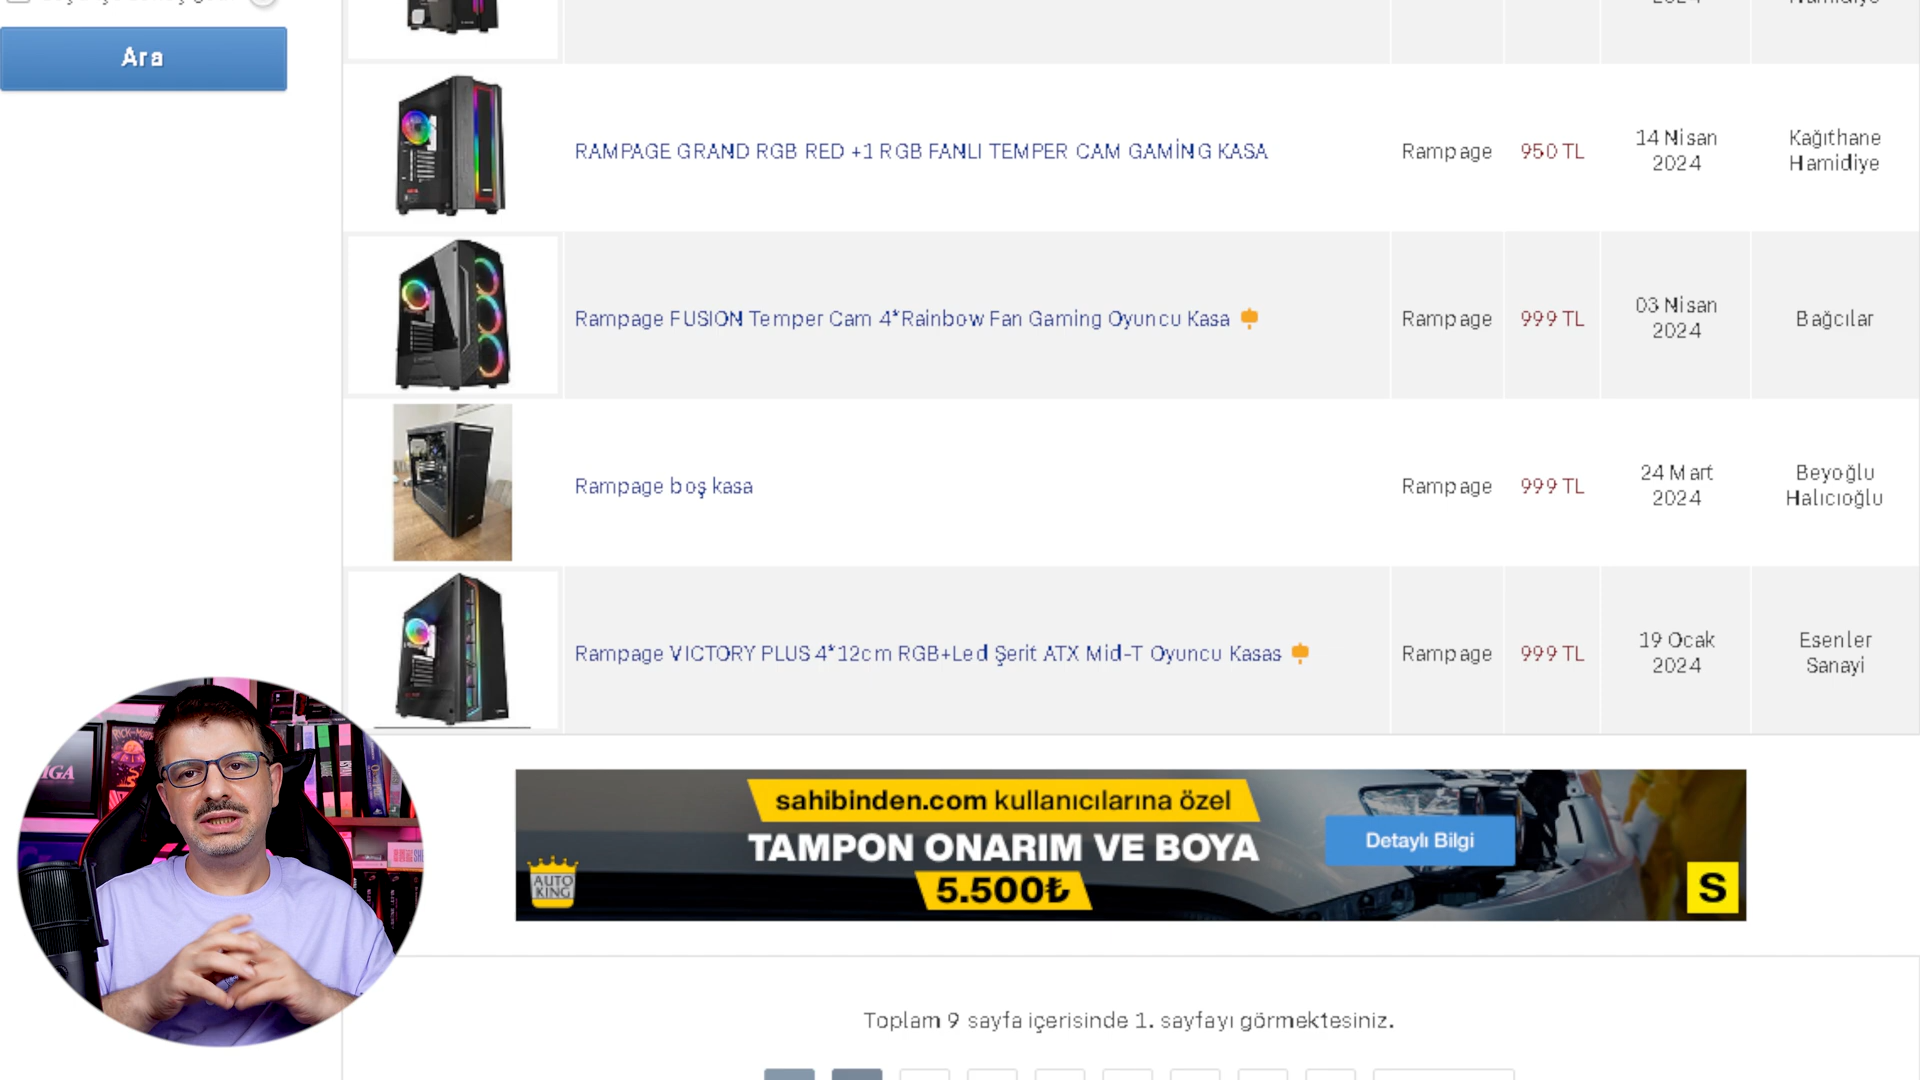 Ara
RAMPAGE GRAND RGB RED +1 RGB FANLI TEMPER CAM GAMİNG KASA
Rampage
950 TL
14 Nisan
2024
Kağıthane
Hamidiye
Rampage FUSION Temper Cam 4*Rainbow Fan Gaming Oyuncu Kasa
Rampage
999 TL
03 Nisan
2024
Bağcılar
Rampage boş kasa
Rampage
999 TL
24 Mart
2024
Beyoğlu
Halıcıoğlu
Rampage VICTORY PLUS 4*12cm RGB+Led Şerit ATX Mid-T Oyuncu Kasas
Rampage
999 TL
19 Ocak
2024
Esenler
Sanayi
sahibinden.com kullanıcılarına özel
TAMPON ONARIM VE BOYA
5.500₺
Detaylı Bilgi
AUTO
KING
S
Toplam 9 sayfa içerisinde 1. sayfayı görmektesiniz.